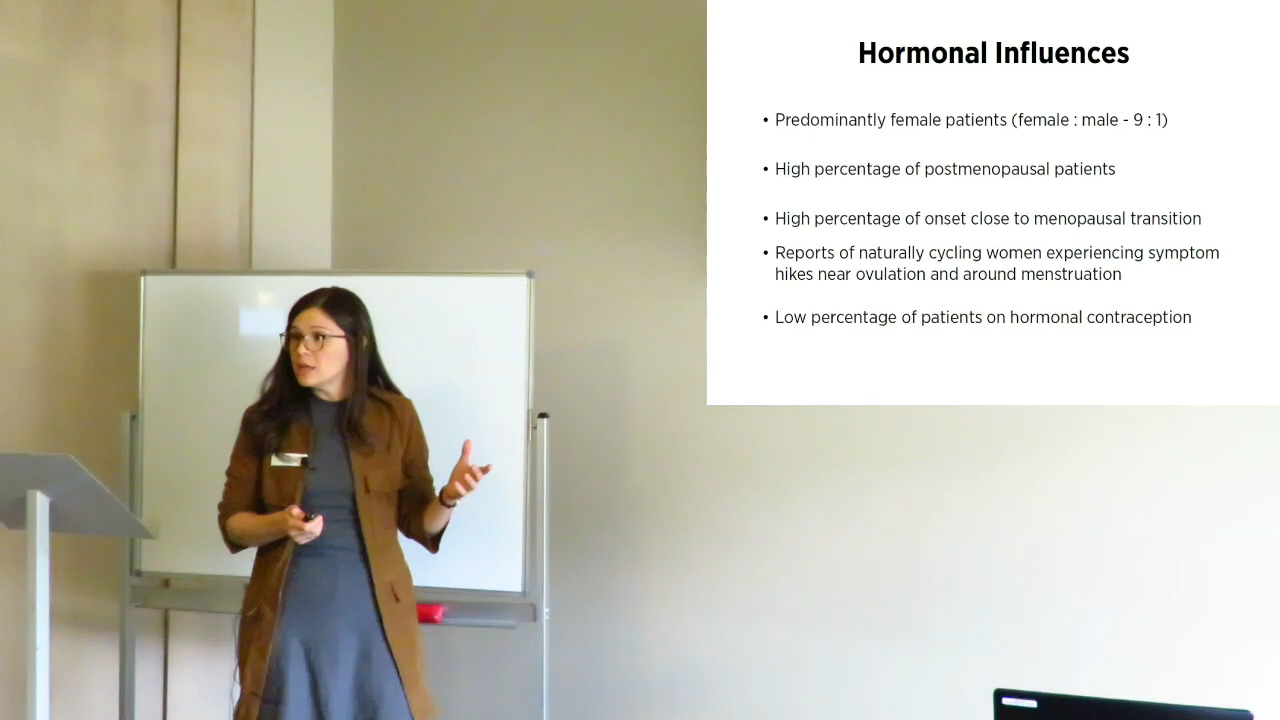 Hormonal Influences
• Predominantly female patients (female : male - 9 : 1)
• High percentage of postmenopausal patients
• High percentage of onset close to menopausal transition
• Reports of naturally cycling women experiencing symptom
hikes near ovulation and around menstruation
• Low percentage of patients on hormonal contraception